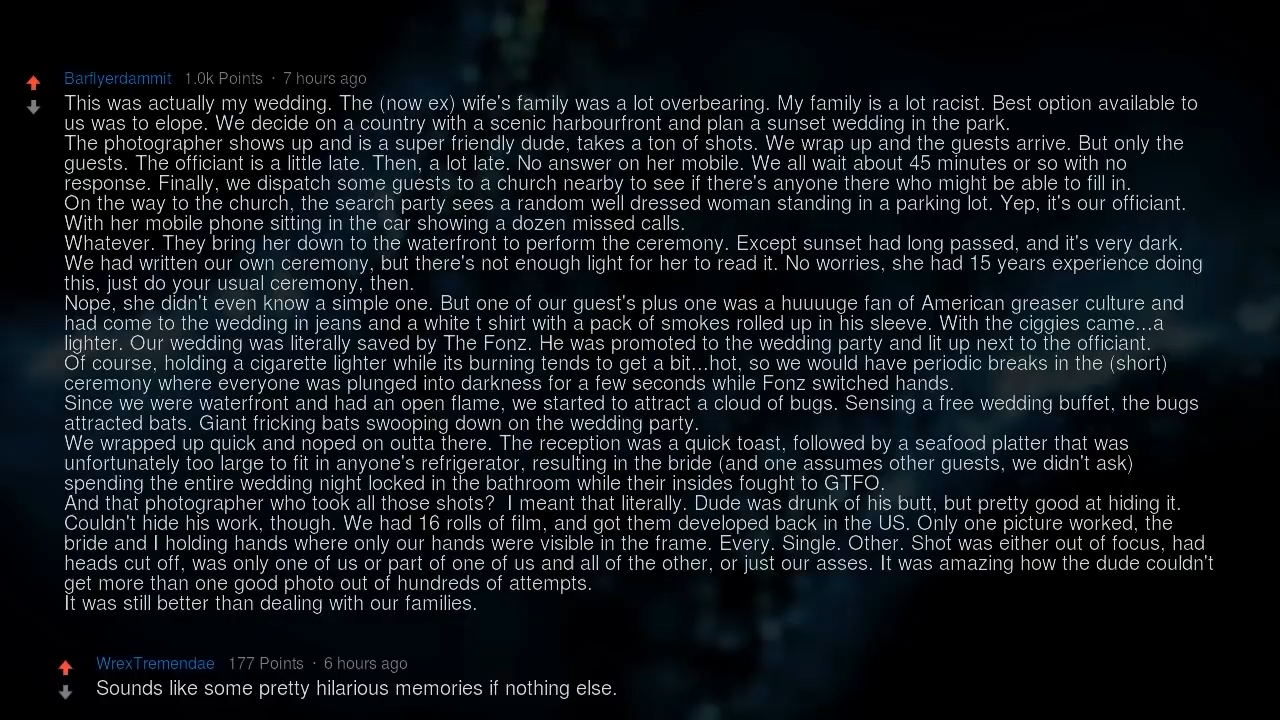 Barflyerdammit 1.0k Points · 7 hours ago
This was actually my wedding. The (now ex) wife's family was a lot overbearing. My family is a lot racist. Best option available to
us was to elope. We decide on a country with a scenic harbourfront and plan a sunset wedding in the park.
The photographer shows up and is a super friendly dude, takes a ton of shots. We wrap up and the guests arrive. But only the
guests. The officiant is a little late. Then, a lot late. No answer on her mobile. We all wait about 45 minutes or so with no
response. Finally, we dispatch some guests to a church nearby to see if there's anyone there who might be able to fill in.
On the way to the church, the search party sees a random well dressed woman standing in a parking lot. Yep, it's our officiant.
With her mobile phone sitting in the car showing a dozen missed calls.
Whatever. They bring her down to the waterfront to perform the ceremony. Except sunset had long passed, and it's very dark.
We had written our own ceremony, but there's not enough light for her to read it. No worries, she had 15 years experience doing
this, just do your usual ceremony, then.
Nope, she didn't even know a simple one. But one of our guest's plus one was a huuuuge fan of American greaser culture and
had come to the wedding in jeans and a white t shirt with a pack of smokes rolled up in his sleeve. With the ciggies came...a
lighter. Our wedding was literally saved by The Fonz. He was promoted to the wedding party and lit up next to the officiant.
Of course, holding a cigarette lighter while its burning tends to get a bit...hot, so we would have periodic breaks in the (short)
ceremony where everyone was plunged into darkness for a few seconds while Fonz switched hands.
Since we were waterfront and had an open flame, we started to attract a cloud of bugs. Sensing a free wedding buffet, the bugs
attracted bats. Giant fricking bats swooping down on the wedding party.
We wrapped up quick and noped on outta there. The reception was a quick toast, followed by a seafood platter that was
unfortunately too large to fit in anyone's refrigerator, resulting in the bride (and one assumes other guests, we didn't ask)
spending the entire wedding night locked in the bathroom while their insides fought to GTFO.
And that photographer who took all those shots? I meant that literally. Dude was drunk of his butt, but pretty good at hiding it.
Couldn't hide his work, though. We had 16 rolls of film, and got them developed back in the US. Only one picture worked, the
bride and I holding hands where only our hands were visible in the frame. Every. Single. Other. Shot was either out of focus, had
heads cut off, was only one of us or part of one of us and all of the other, or just our asses. It was amazing how the dude couldn't
get more than one good photo out of hundreds of attempts.
It was still better than dealing with our families.
WrexTremendae 177 Points · 6 hours ago
Sounds like some pretty hilarious memories if nothing else.